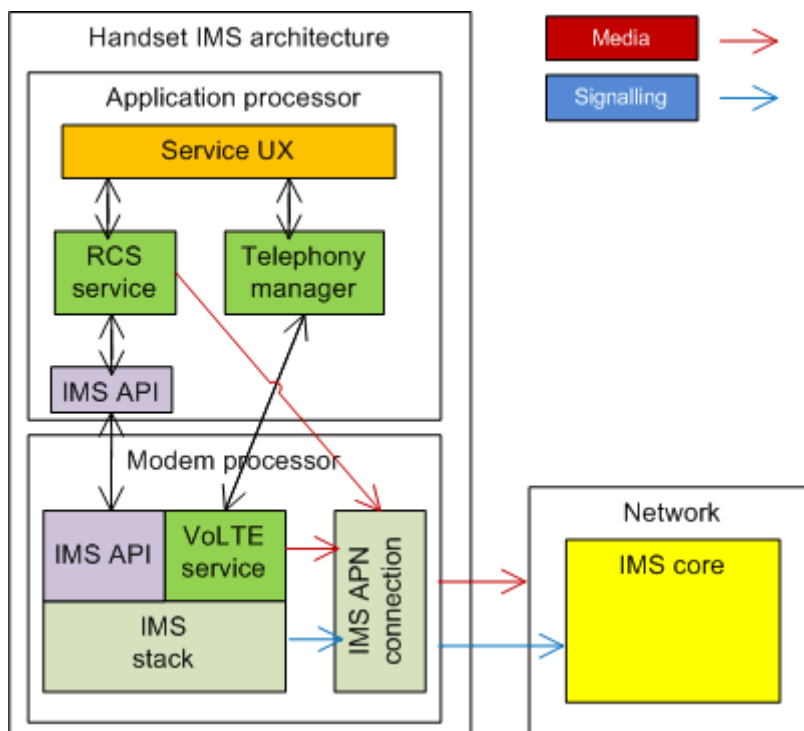 Handset IMS architecture
Media
Signalling
Application processor
Service UX
RCS
service
Telephony
manager
IMS API
Modem processor
IMS API
VoLTE
service
IMS
stack
IMS APN
connection
Network
IMS core